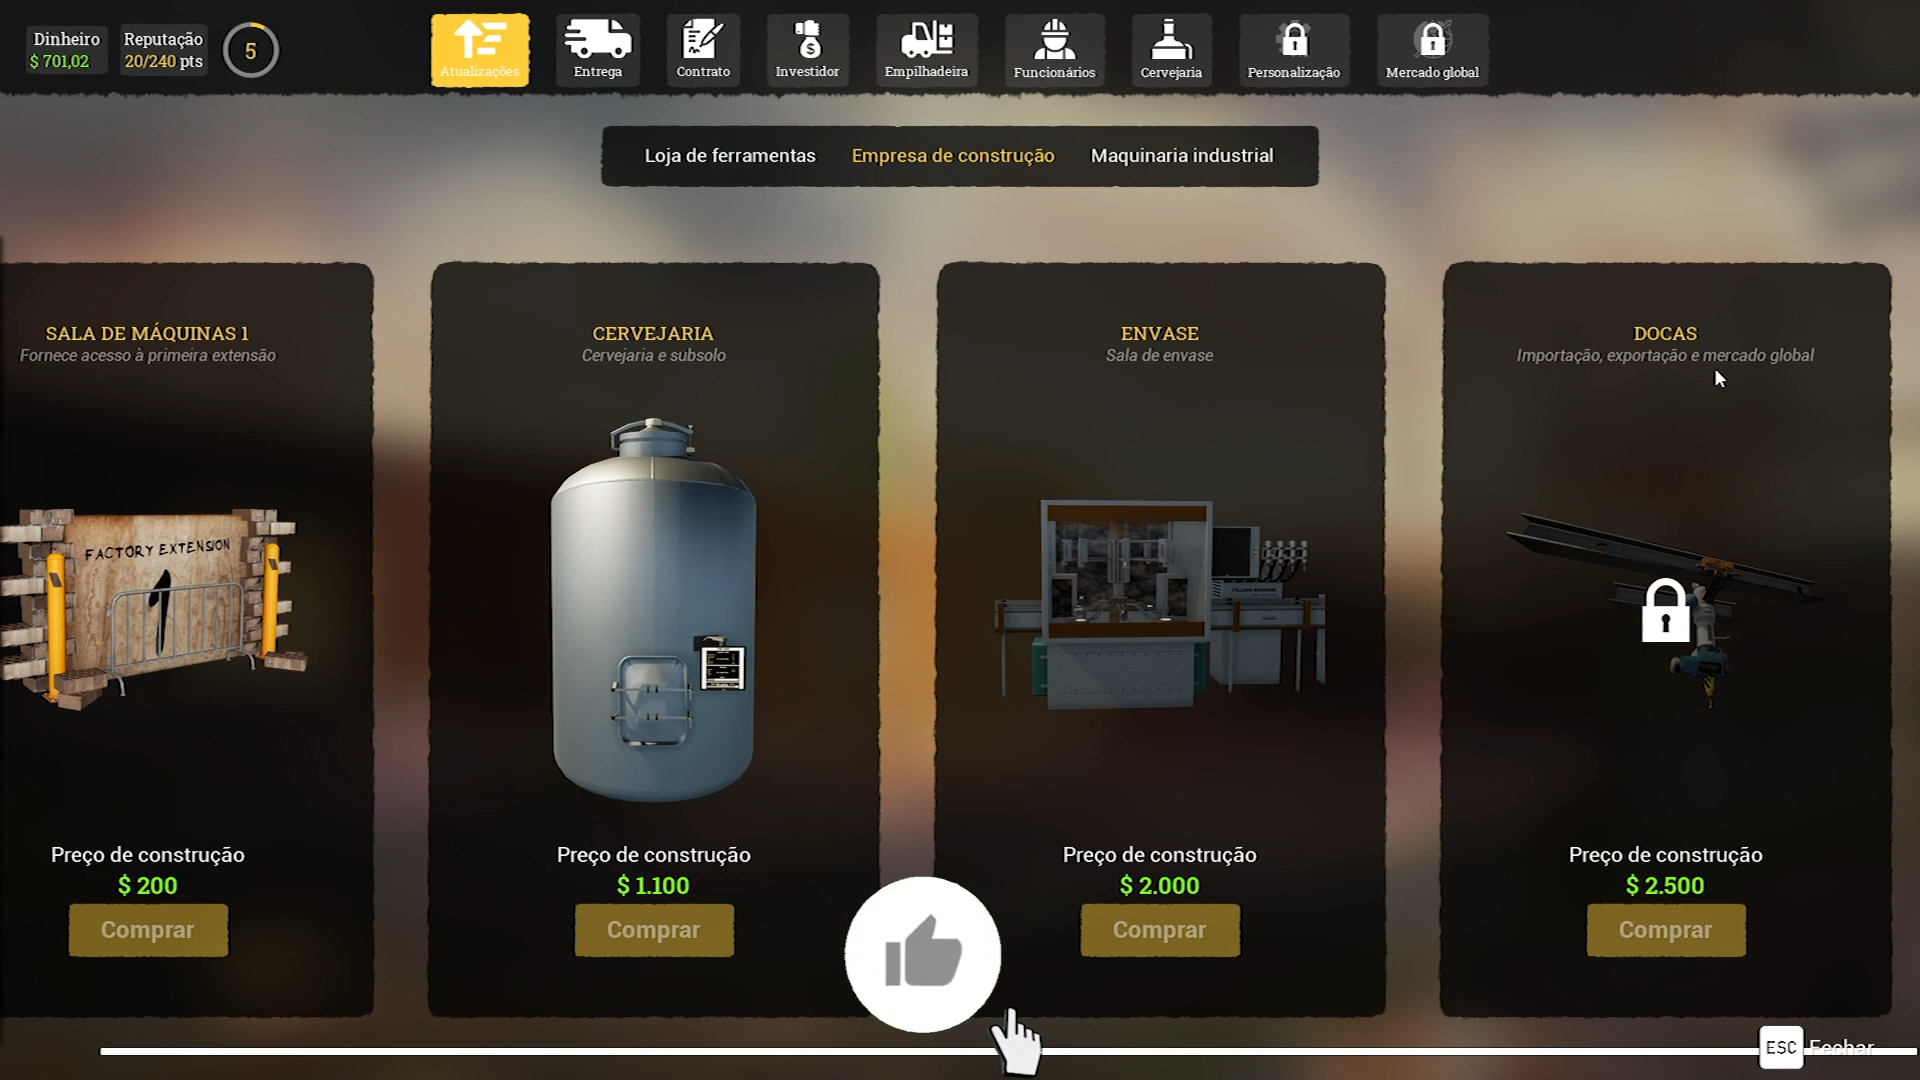 Dinheiro
$ 701,02
Reputação
20/240 pts
5
Atualizações
Entrega
Contrato
Investidor
Empilhadeira
Funcionários
Cervejaria
Personalização
Mercado global
Loja de ferramentas
Empresa de construção
Maquinaria industrial
SALA DE MÁQUINAS 1
Fornece acesso à primeira extensão
FACTORY EXTENSION
1
Preço de construção
$ 200
Comprar
CERVEJARIA
Cervejaria e subsolo
Preço de construção
$ 1.100
Comprar
ENVASE
Sala de envase
Preço de construção
$ 2.000
Comprar
DOCAS
Importação, exportação e mercado global
Preço de construção
$ 2.500
Comprar
ESC Fechar